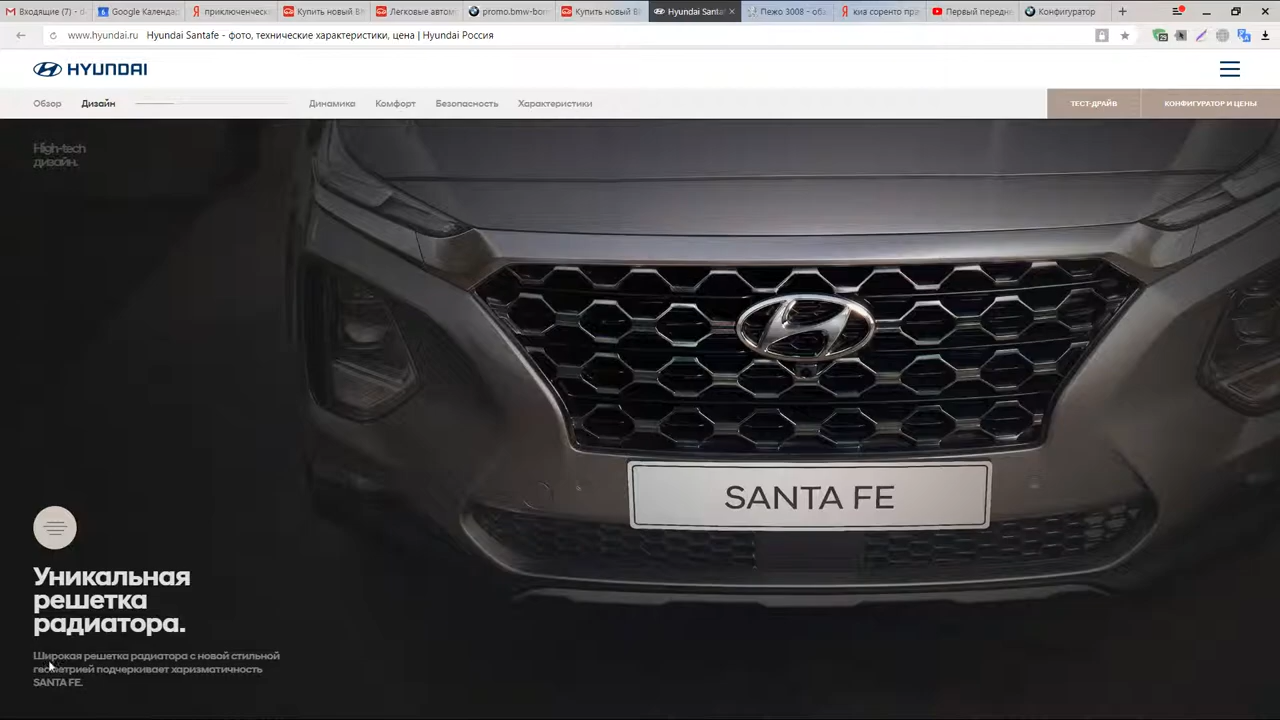 Входящие (7) - d
Google Календа
приключенческ
Купить новый BM
Легковые автом
promo.bmw-bor
Купить новый BM
Hyundai Santa
Пежо 3008 - обз
киа соренто пра
Первый передне
Конфигуратор
www.hyundai.ru Hyundai Santafe - фото, технические характеристики, цена | Hyundai Россия
HYUNDAI
Обзор
Дизайн
Динамика
Комфорт
Безопасность
Характеристики
ТЕСТ-ДРАЙВ
КОНФИГУРАТОР И ЦЕНЫ
High-tech
дизайн.
SANTA FE
Уникальная
решетка
радиатора.
Широкая решетка радиатора с новой стильной
геометрией подчеркивает харизматичность
SANTA FE.